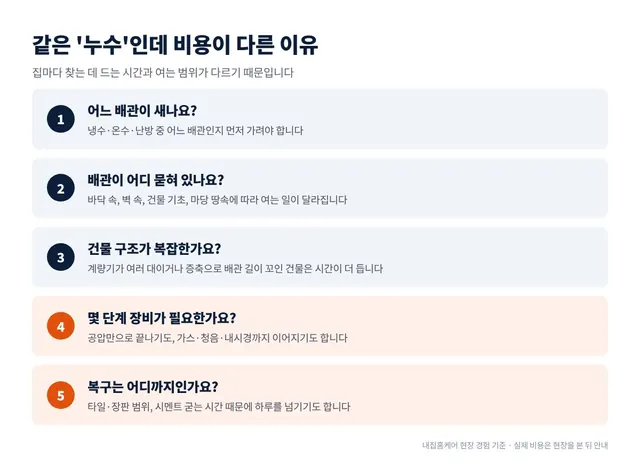 같은 '누수'인데 비용이 다른 이유
집마다 찾는 데 드는 시간과 여는 범위가 다르기 때문입니다
1
어느 배관이 새나요?
냉수·온수·난방 중 어느 배관인지 먼저 가려야 합니다
2
배관이 어디 묻혀 있나요?
바닥 속, 벽 속, 건물 기초, 마당 땅속에 따라 여는 일이 달라집니다
3
건물 구조가 복잡한가요?
계량기가 여러 대이거나 증축으로 배관 길이 꼬인 건물은 시간이 더 듭니다
4
몇 단계 장비가 필요한가요?
공압만으로 끝나기도, 가스·청음·내시경까지 이어지기도 합니다
5
복구는 어디까지인가요?
타일·장판 범위, 시멘트 굳는 시간 때문에 하루를 넘기기도 합니다
내집홈케어 현장 경험 기준 · 실제 비용은 현장을 본 뒤 안내